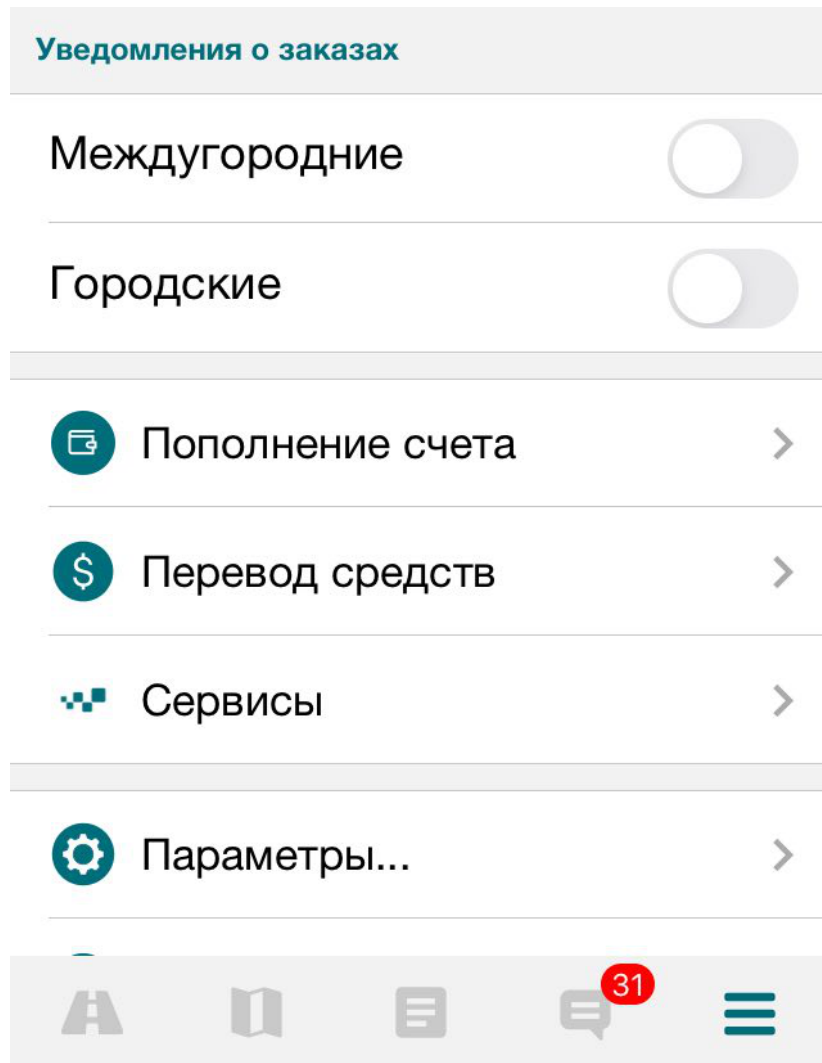 Уведомления о заказах
Междугородние
Городские
Пополнение счета
$ Перевод средств
Сервисы
Параметры...
31